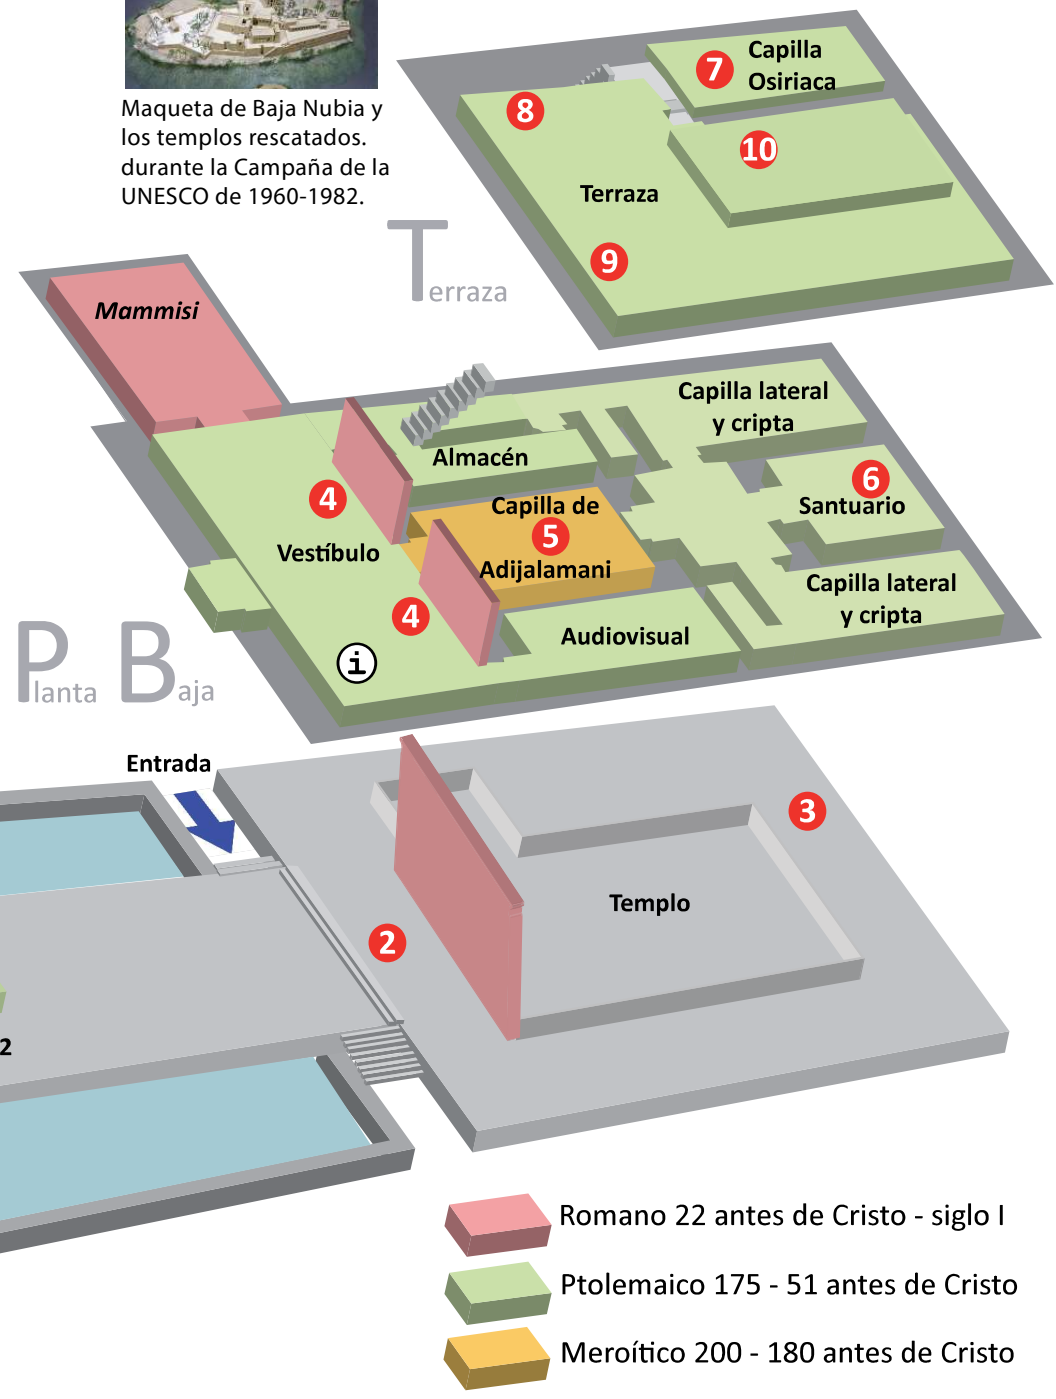 Maqueta de Baja Nubia y
los templos rescatados.
durante la Campaña de la
UNESCO de 1960-1982.
7
Capilla
Osiriaca
8
10
Terraza
9
Terraza
Mammisi
Capilla lateral
y cripta
Almacén
4
Capilla de
5
Adijalamani
6
Santuario
Vestíbulo
Capilla lateral
y cripta
4
Audiovisual
i
Planta Baja
Entrada
3
Templo
2
2
Romano 22 antes de Cristo - siglo I
Ptolemaico 175 - 51 antes de Cristo
Meroítico 200 - 180 antes de Cristo